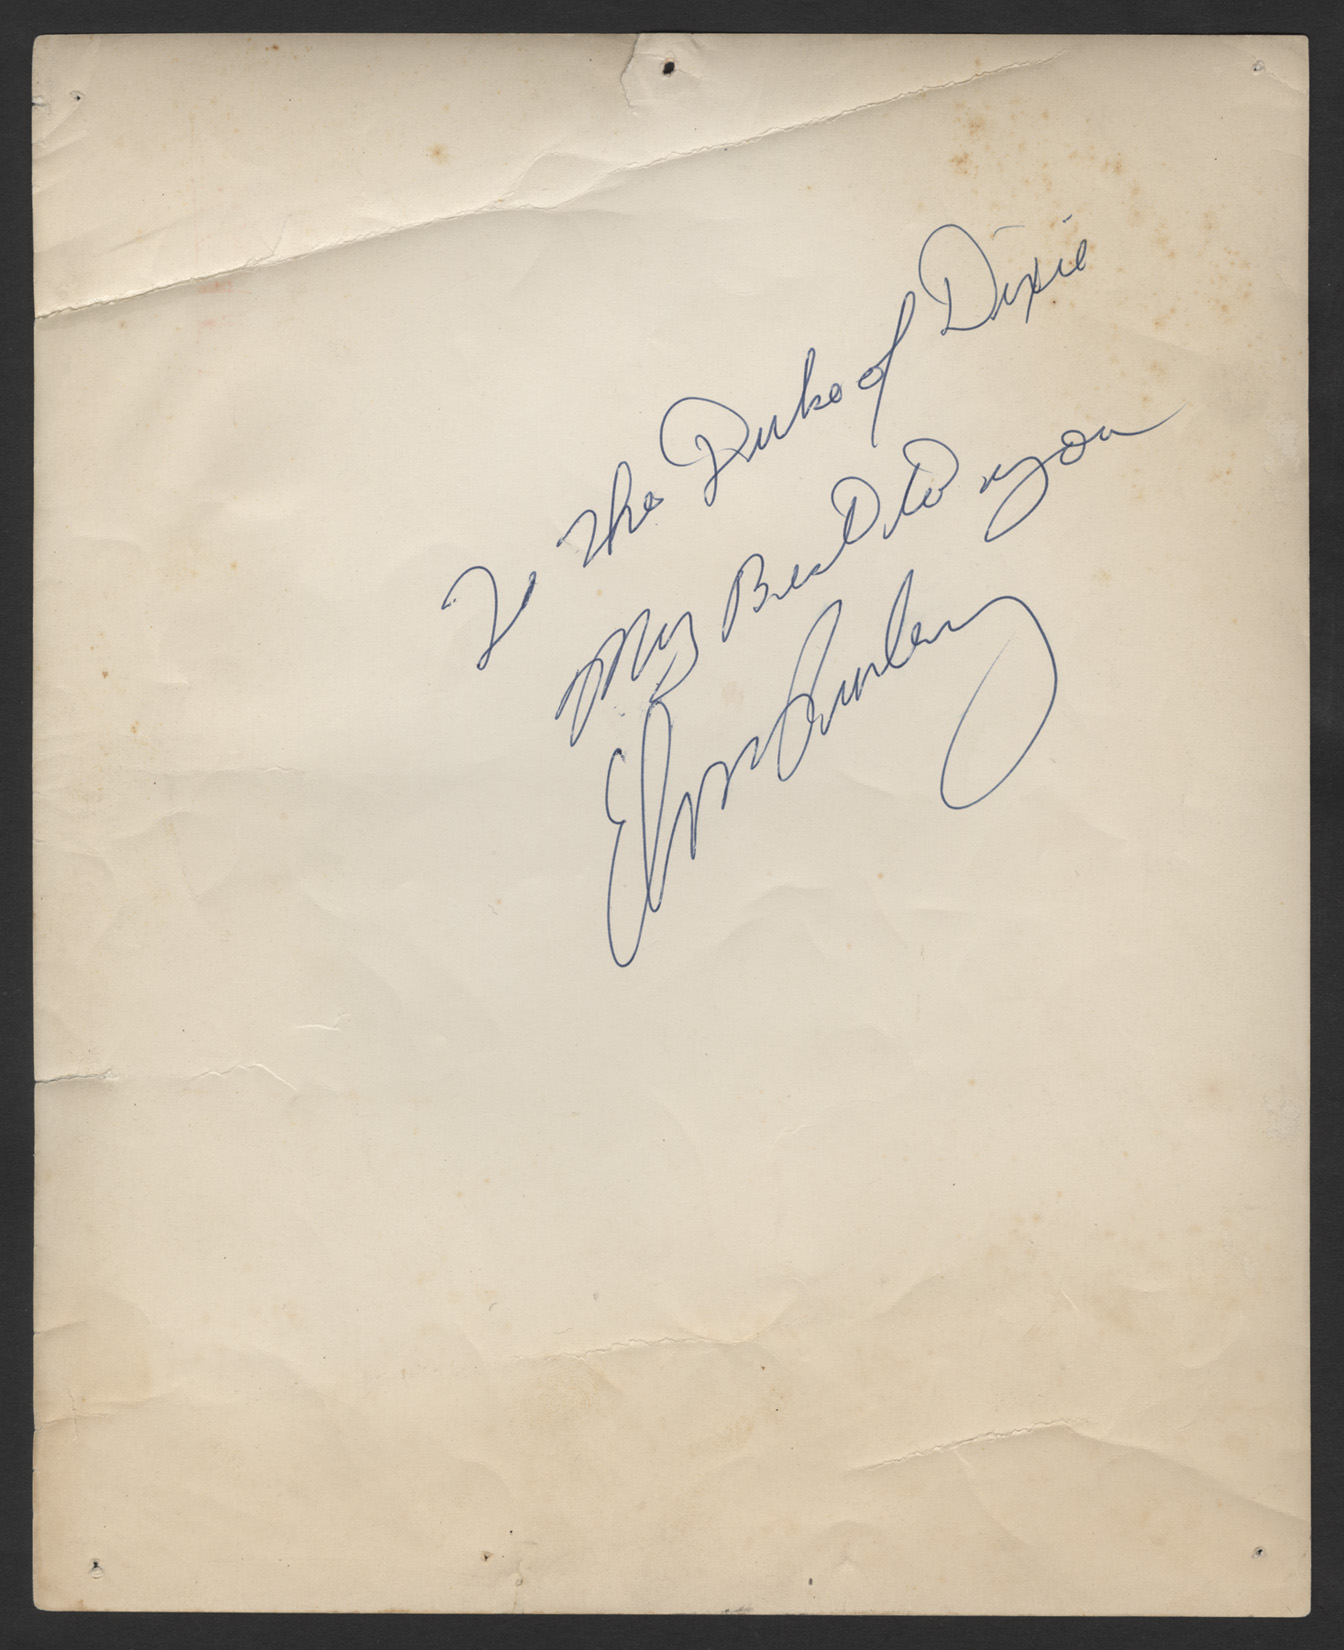 To the Duke of Dixie
My Best to you
Elvis Presley